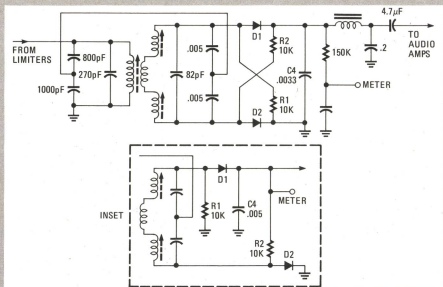 4.7µF
FROM
LIMITERS
800pF
270pF
1000pF
.005
82pF
.005
D1
R2
10K
C4
.0033
R1
10K
D2
150K
.2
METER
TO
AUDIO
AMPS
INSET
D1
R1
10K
C4
.005
METER
R2
10K
D2